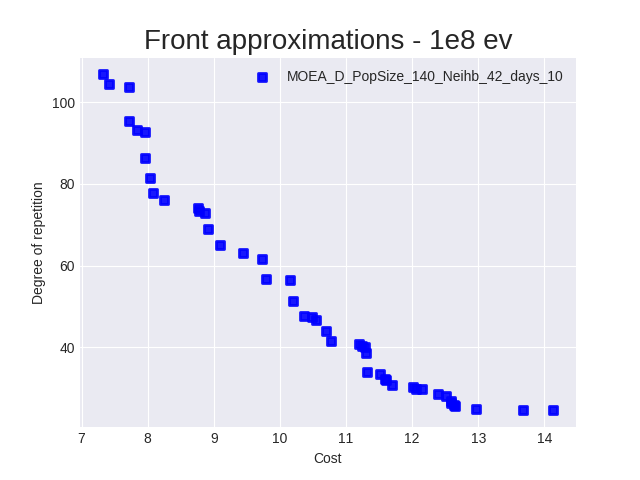 Front approximations - 1e8 ev
MOEA_D_PopSize_140_Neihb_42_days_10
100
80
60
40
Degree of repetition
7 8 9 10 11 12 13 14
Cost